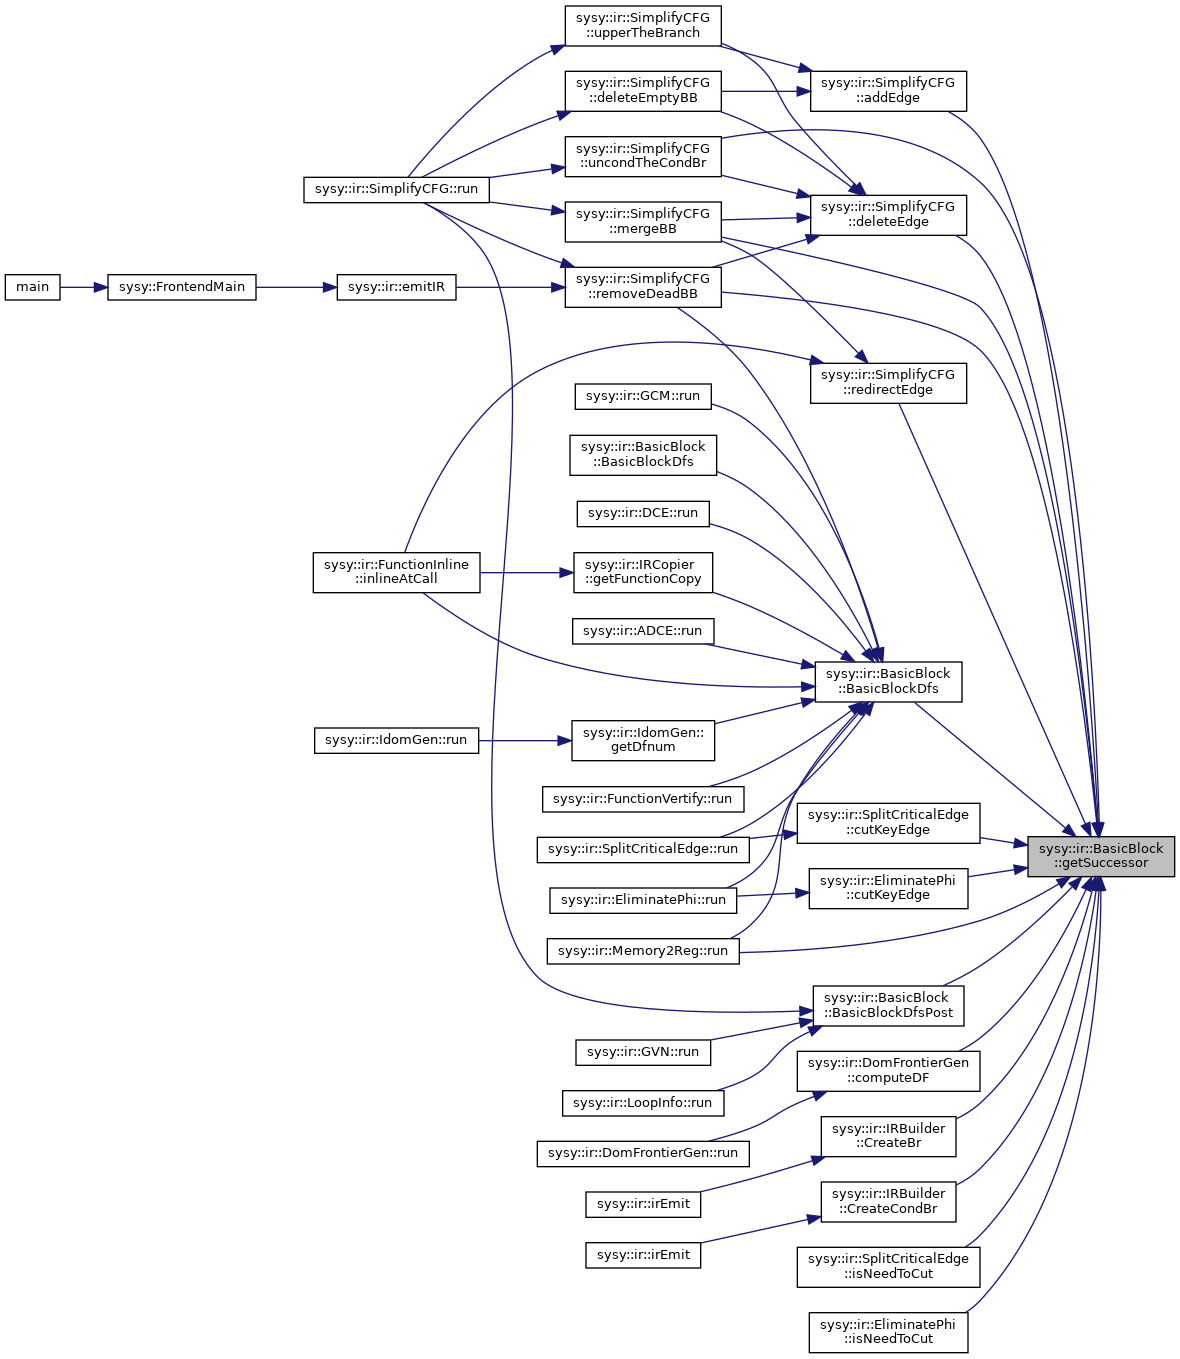 sysy::ir::SimplifyCFG
::upperTheBranch
sysy::ir::SimplifyCFG
::deleteEmptyBB
sysy::ir::SimplifyCFG
::addEdge
sysy::ir::SimplifyCFG
::uncondTheCondBr
sysy::ir::SimplifyCFG::run
sysy::ir::SimplifyCFG
::mergeBB
sysy::ir::SimplifyCFG
::deleteEdge
main
sysy::FrontendMain
sysy::ir::emitIR
sysy::ir::SimplifyCFG
::removeDeadBB
sysy::ir::SimplifyCFG
::redirectEdge
sysy::ir::GCM::run
sysy::ir::BasicBlock
::BasicBlockDfs
sysy::ir::DCE::run
sysy::ir::FunctionInline
::inlineAtCall
sysy::ir::IRCopier
::getFunctionCopy
sysy::ir::ADCE::run
sysy::ir::BasicBlock
::BasicBlockDfs
sysy::ir::IdomGen::run
sysy::ir::IdomGen::
getDfnum
sysy::ir::FunctionVertify::run
sysy::ir::SplitCriticalEdge
::cutKeyEdge
sysy::ir::SplitCriticalEdge::run
sysy::ir::BasicBlock
::getSuccessor
sysy::ir::EliminatePhi
::cutKeyEdge
sysy::ir::EliminatePhi::run
sysy::ir::Memory2Reg::run
sysy::ir::BasicBlock
::BasicBlockDfsPost
sysy::ir::GVN::run
sysy::ir::DomFrontierGen
::computeDF
sysy::ir::LoopInfo::run
sysy::ir::IRBuilder
::CreateBr
sysy::ir::DomFrontierGen::run
sysy::ir::irEmit
sysy::ir::IRBuilder
::CreateCondBr
sysy::ir::irEmit
sysy::ir::SplitCriticalEdge
::isNeedToCut
sysy::ir::EliminatePhi
::isNeedToCut